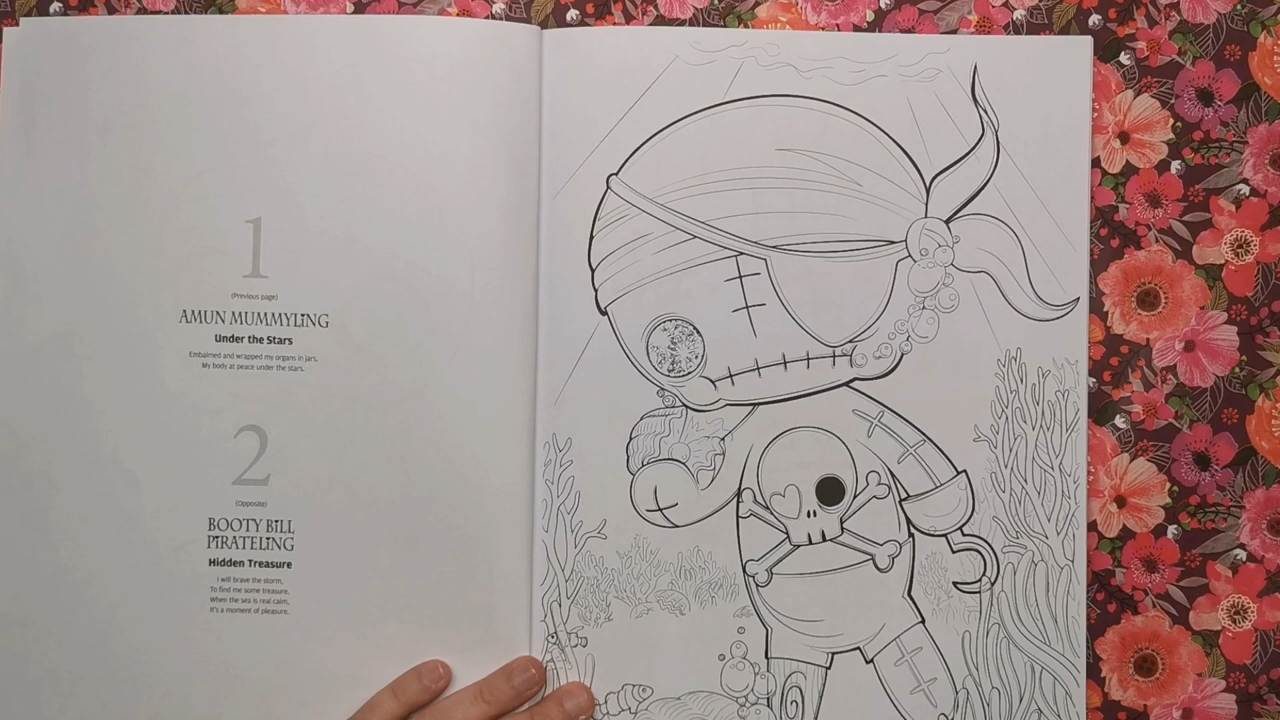 1
(Previous page)
AMUN MUMMYLiNG
Under the Stars
Embalmed and wrapped my organs in jars,
My body at peace under the stars.
2
(Opposite)
BOOTY BiLL
PiRATELiNG
Hidden Treasure
I will brave the storm,
To find me some treasure,
When the sea is real calm,
It's a moment of pleasure.